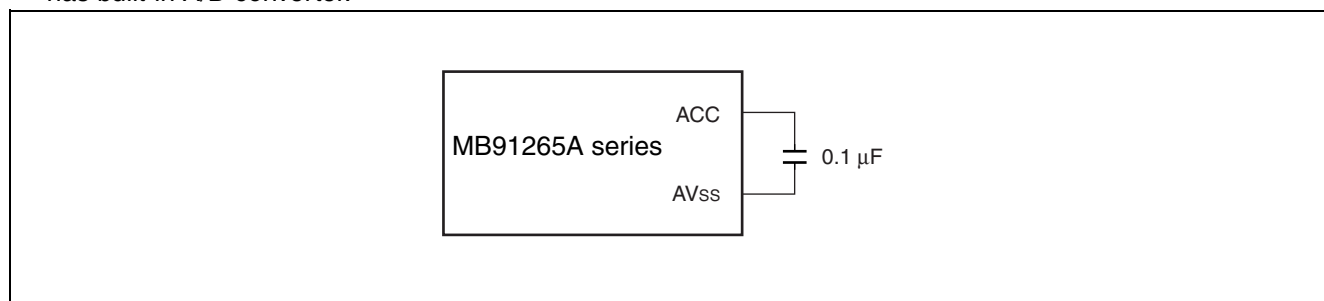 has built-in A/D converter.
ACC
MB91265A series
0.1 μF
AVSS